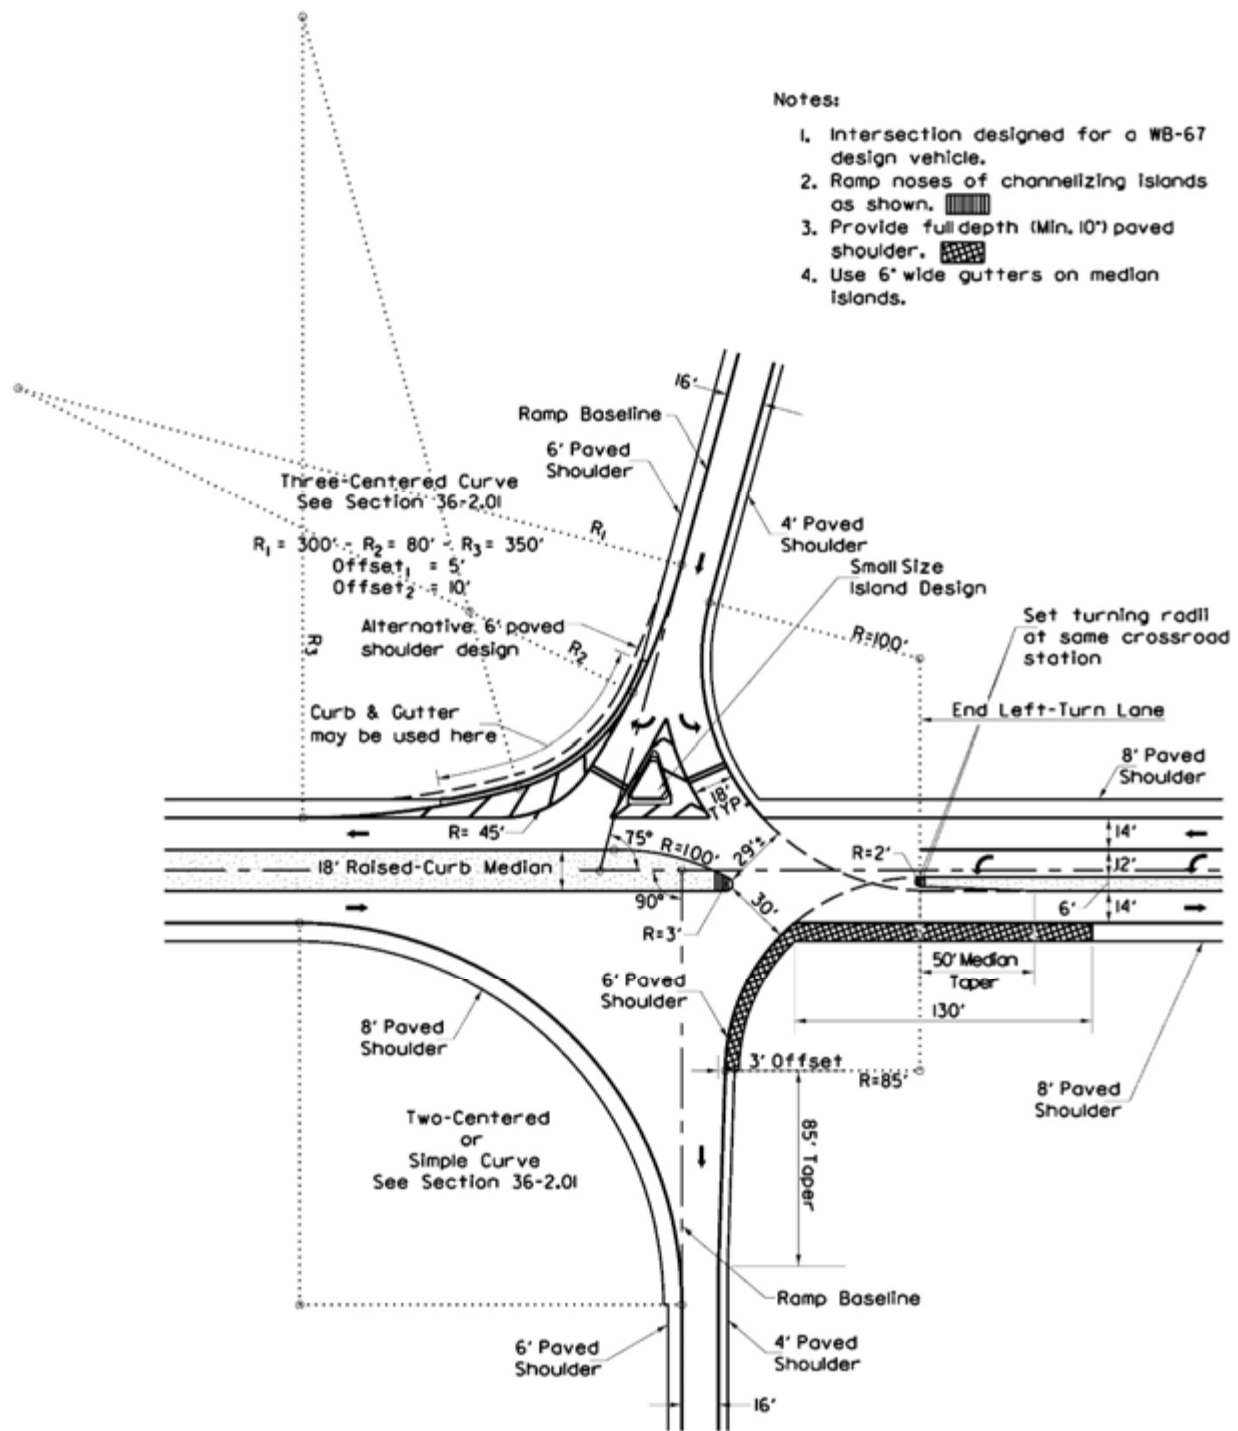 Notes:
1. Intersection designed for a WB-67
design vehicle.
2. Ramp noses of channelizing islands
as shown.
3. Provide full depth (Min. 10") paved
shoulder.
4. Use 6" wide gutters on median
islands.
16'
Ramp Baseline
6' Paved
Shoulder
Three-Centered Curve
See Section 36-2.01
R1 = 300' - R2 = 80' - R3 = 350'
Offset1 = 5'
Offset2 = 10'
R1
4' Paved
Shoulder
Small Size
Island Design
Set turning radii
at same crossroad
station
R=100'
Alternative 6' paved
shoulder design
R2
R3
Curb & Gutter
may be used here
End Left-Turn Lane
8' Paved
Shoulder
18'
TYP.
R= 45'
75°
R=100'
29'±
14'
18' Raised-Curb Median
R=2'
12'
90°
30'
6'
14'
R=3'
50' Median
Taper
6' Paved
Shoulder
130'
8' Paved
Shoulder
3' Offset
R=85'
8' Paved
Shoulder
Two-Centered
or
Simple Curve
See Section 36-2.01
85' Taper
Ramp Baseline
6' Paved
Shoulder
4' Paved
Shoulder
16'